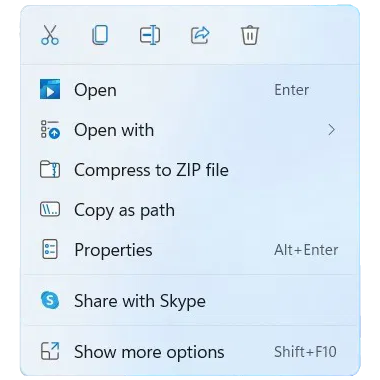 Open Enter
Open with
Compress to ZIP file
Copy as path
Properties Alt+Enter
Share with Skype
Show more options Shift+F10